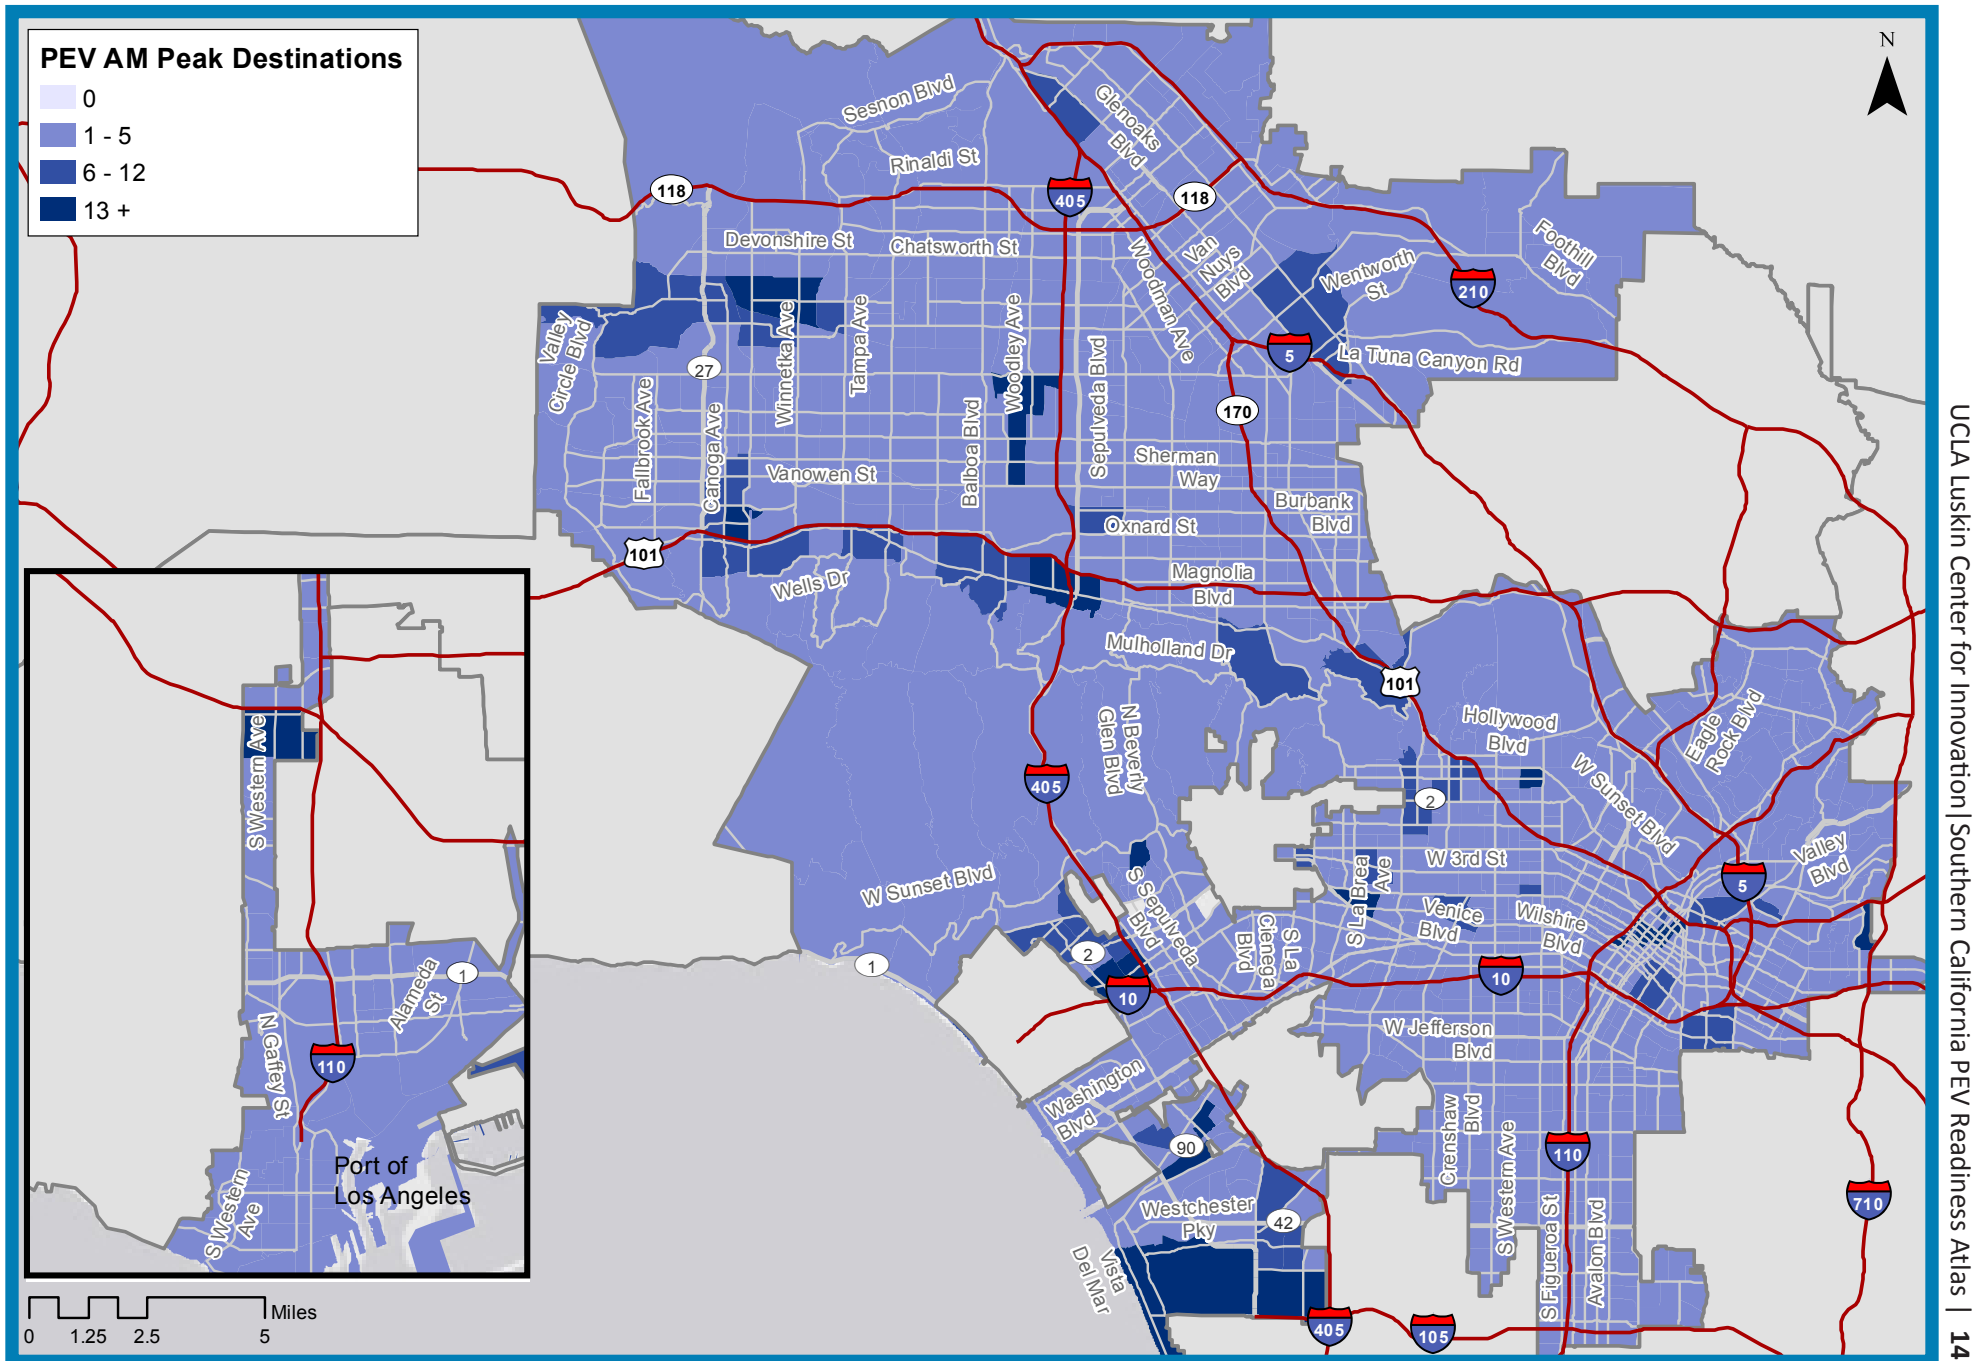 PEV AM Peak Destinations
0
1 - 5
6 - 12
13 +
N
Sesnon Blvd
Glenoaks
Blvd
Rinaldi St
118
405
118
Devonshire St
Chatsworth St
Woodman Ave
Van
Nuys
Blvd
Wentworth
St
Foothill
Blvd
210
Valley
Circle Blvd
Winnetka Ave
Tampa Ave
Woodley Ave
Sepulveda Blvd
5
La Tuna Canyon Rd
27
Fallbrook Ave
Canoga Ave
Balboa Blvd
170
Sherman
Way
Vanowen St
Burbank
Blvd
Oxnard St
101
Wells Dr
Magnolia
Blvd
Mulholland Dr
101
N Beverly
Glen Blvd
Hollywood
Blvd
Eagle
Rock Blvd
405
2
W Sunset Blvd
W 3rd St
Valley
Blvd
5
W Sunset Blvd
S Sepulveda
Blvd
S La Brea
Ave
Venice
Blvd
Wilshire
Blvd
S La
Cienega
Blvd
2
1
10
10
W Jefferson
Blvd
Washington
Blvd
90
Crenshaw
Blvd
S Western Ave
110
Westchester
Pky
42
S Figueroa St
Avalon Blvd
710
Vista
Del Mar
405
105
S Western Ave
Alameda
St
1
N Gaffey St
110
Port of
Los Angeles
S Western
Ave
Miles
0 1.25 2.5 5
UCLA Luskin Center for Innovation | Southern California PEV Readiness Atlas | 14